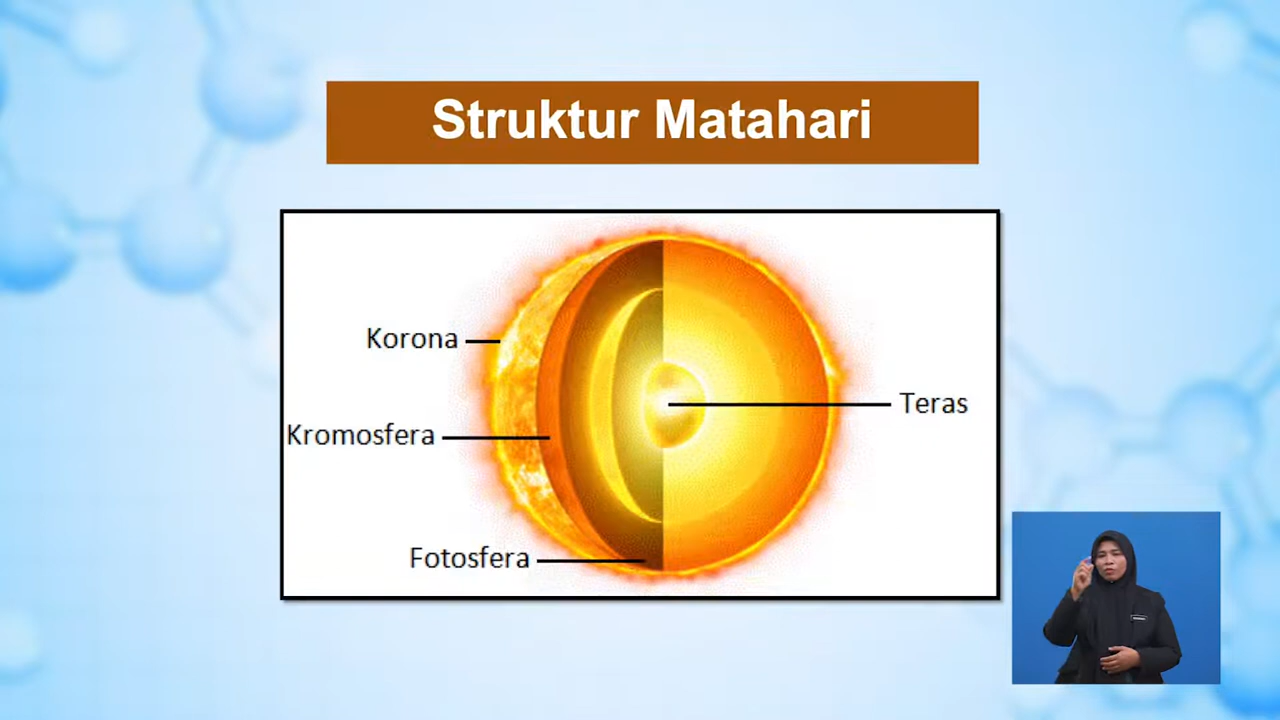 Struktur Matahari
Korona
Teras
Kromosfera
Fotosfera